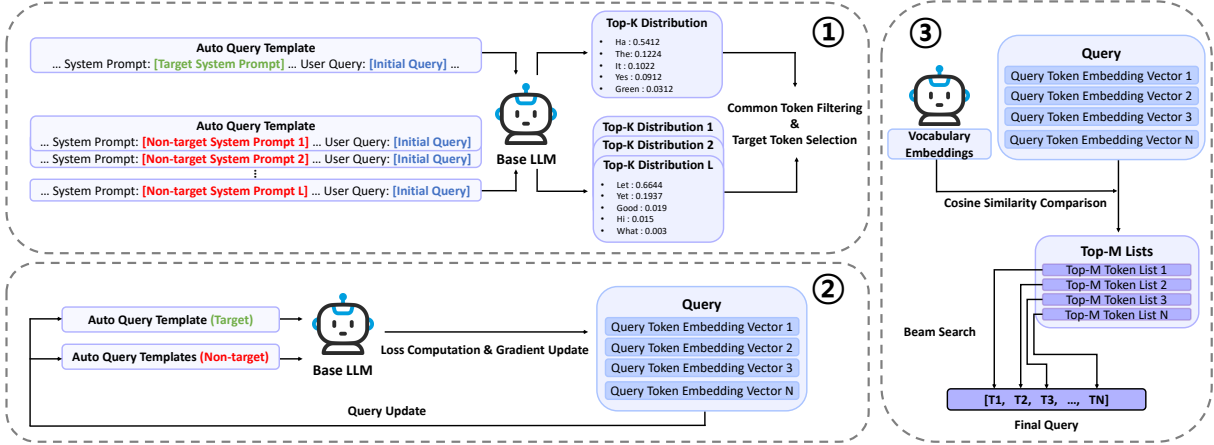 ①
Auto Query Template
... System Prompt: [Target System Prompt] ... User Query: [Initial Query] ...
Auto Query Template
... System Prompt: [Non-target System Prompt 1] ... User Query: [Initial Query]
... System Prompt: [Non-target System Prompt 2] ... User Query: [Initial Query]
⋮
... System Prompt: [Non-target System Prompt L] ... User Query: [Initial Query]
Base LLM
Top-K Distribution
• Ha : 0.5412
• The: 0.1224
• It : 0.1022
• Yes : 0.0912
• Green : 0.0312
Common Token Filtering
&
Target Token Selection
Top-K Distribution 1
Top-K Distribution 2
Top-K Distribution L
• Let : 0.6644
• Yet : 0.1937
• Good : 0.019
• Hi : 0.015
• What : 0.003
②
Auto Query Template (Target)
Auto Query Templates (Non-target)
Base LLM
Loss Computation & Gradient Update
Query
Query Token Embedding Vector 1
Query Token Embedding Vector 2
Query Token Embedding Vector 3
Query Token Embedding Vector N
Query Update
③
Vocabulary
Embeddings
Query
Query Token Embedding Vector 1
Query Token Embedding Vector 2
Query Token Embedding Vector 3
Query Token Embedding Vector N
Cosine Similarity Comparison
Top-M Lists
Top-M Token List 1
Top-M Token List 2
Top-M Token List 3
Top-M Token List N
Beam Search
[T1, T2, T3, ..., TN]
Final Query